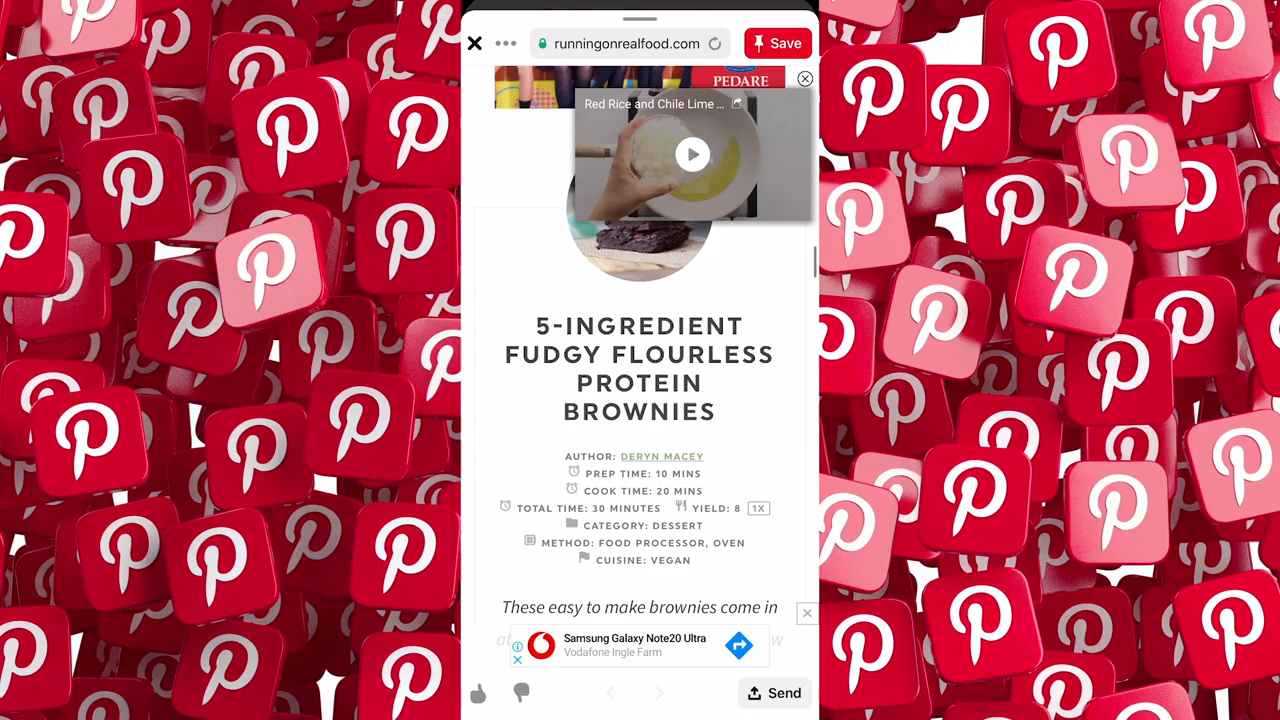 runningonrealfood.com
Save
PEDARE
Red Rice and Chile Lime ...
5-INGREDIENT
FUDGY FLOURLESS
PROTEIN
BROWNIES
AUTHOR: DERYN MACEY
PREP TIME: 10 MINS
COOK TIME: 20 MINS
TOTAL TIME: 30 MINUTES YIELD: 8 1X
CATEGORY: DESSERT
METHOD: FOOD PROCESSOR, OVEN
CUISINE: VEGAN
These easy to make brownies come in
Samsung Galaxy Note20 Ultra
Vodafone Ingle Farm
Send